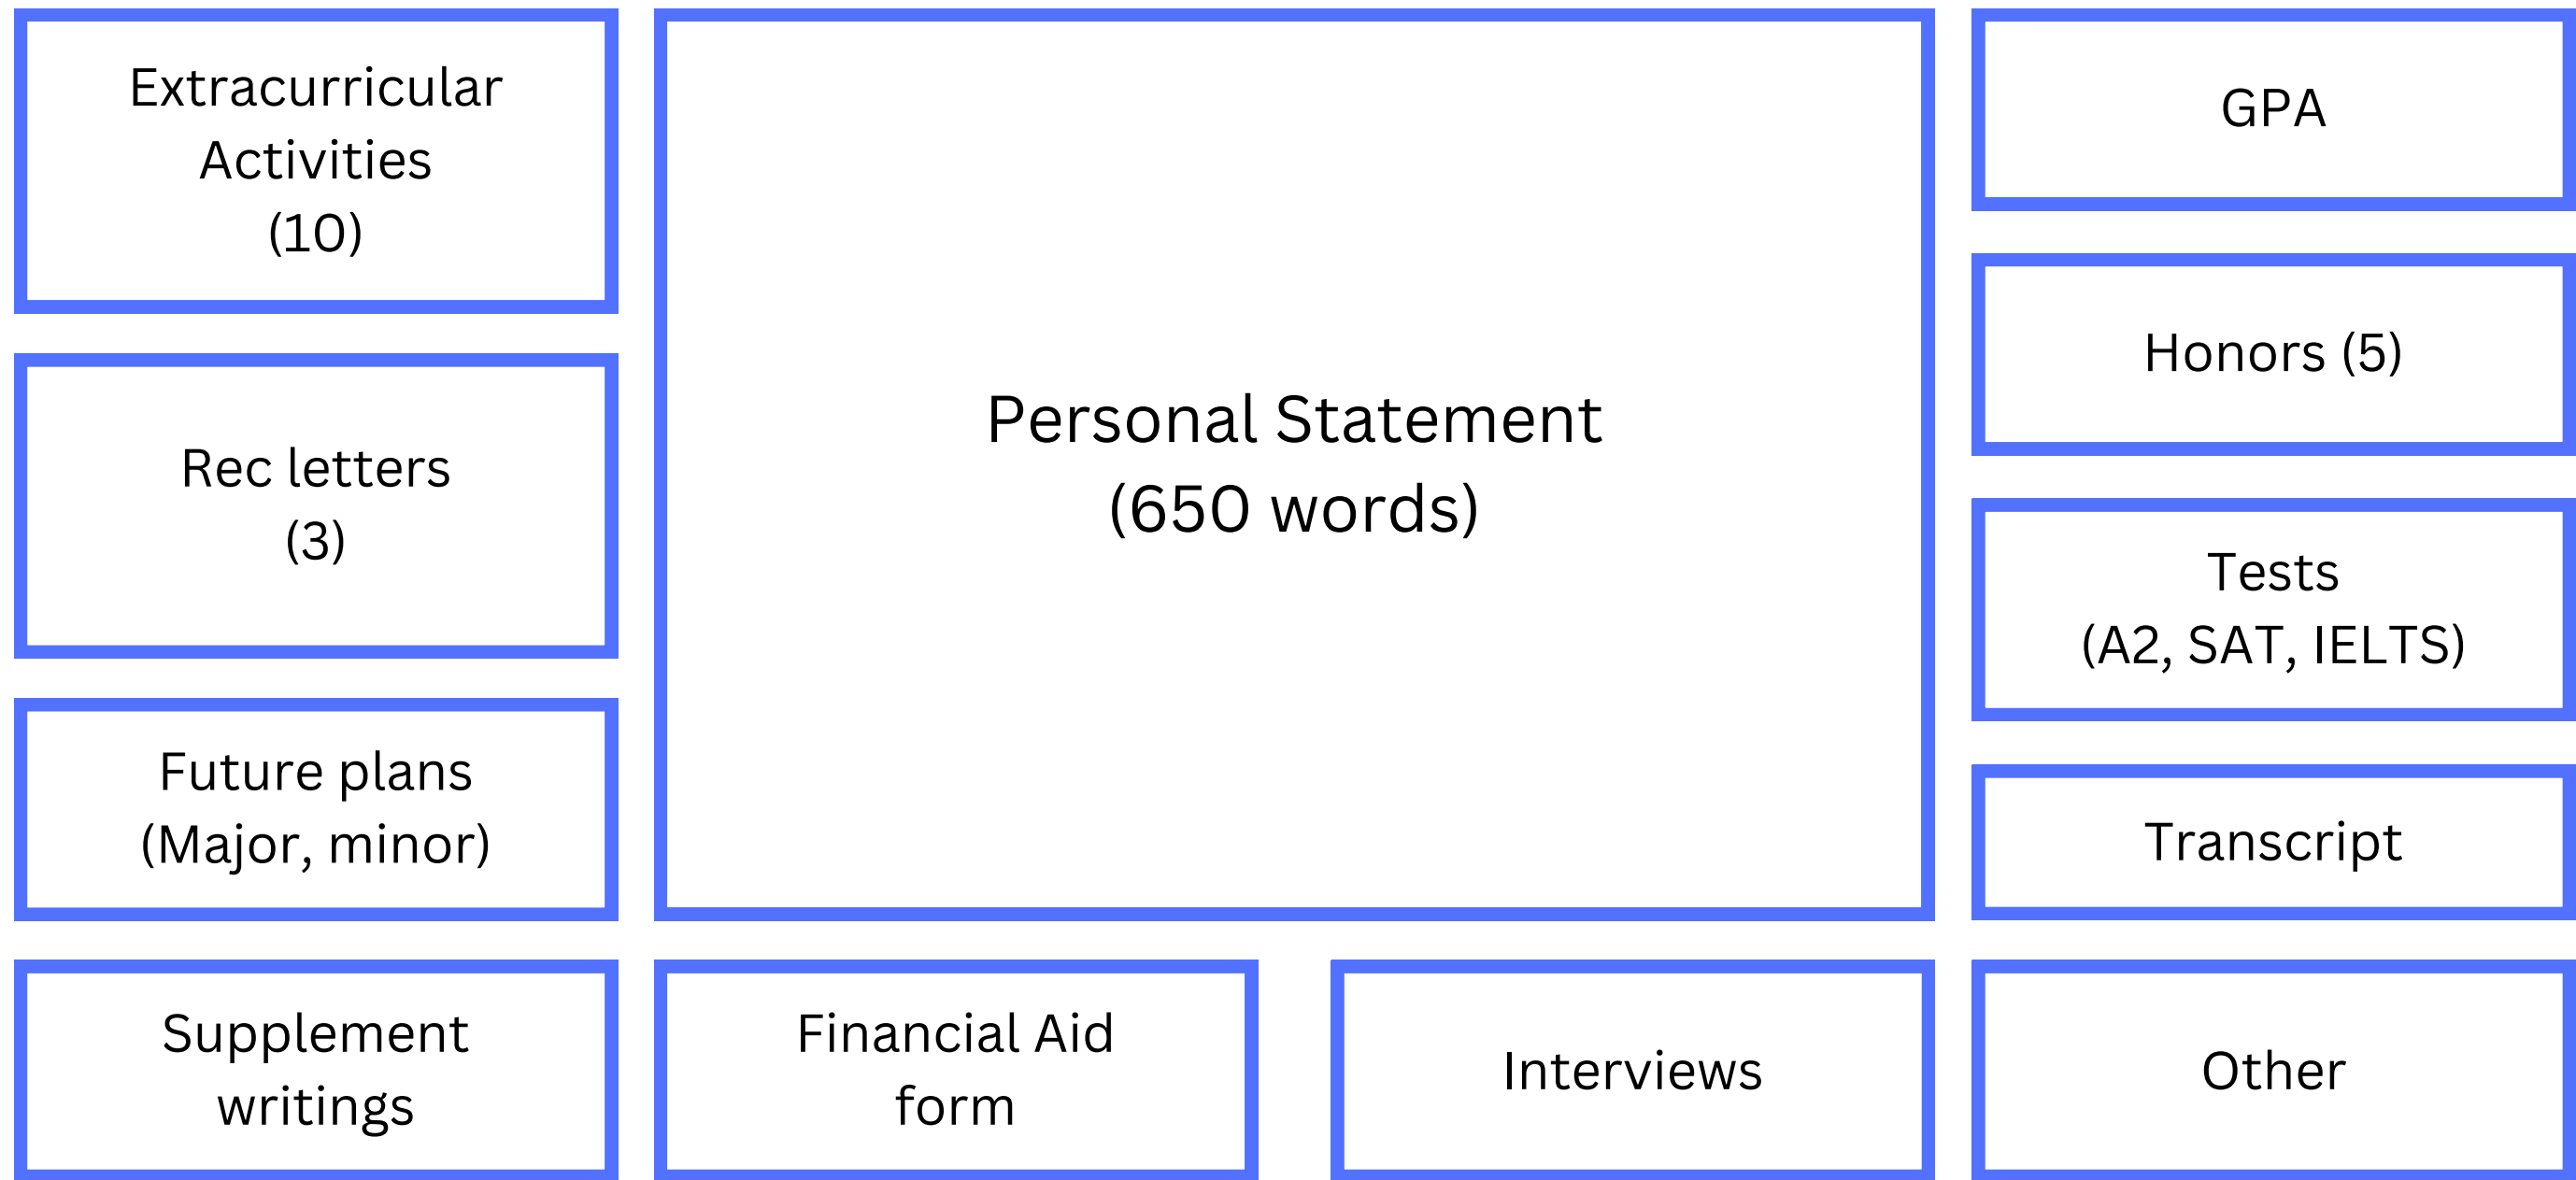 Extracurricular
Activities
(10)
Rec letters
(3)
Future plans
(Major, minor)
Supplement
writings
Personal Statement
(650 words)
Financial Aid
form
Interviews
GPA
Honors (5)
Tests
(A2, SAT, IELTS)
Transcript
Other